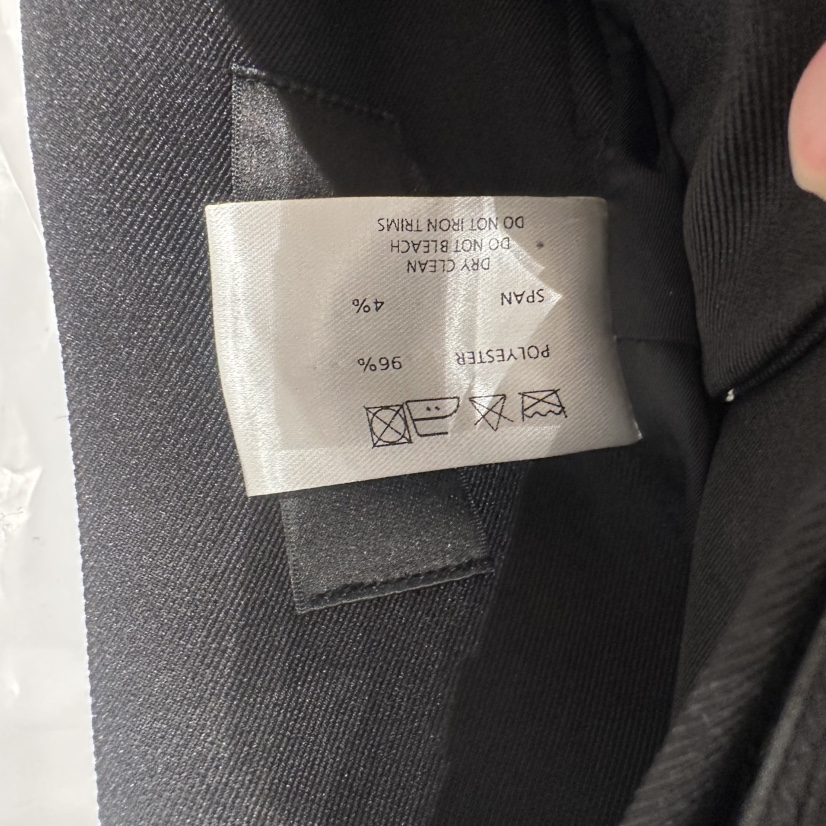 POLYESTER 96%
SPAN 4%
DRY CLEAN
DO NOT BLEACH
DO NOT IRON TRIMS